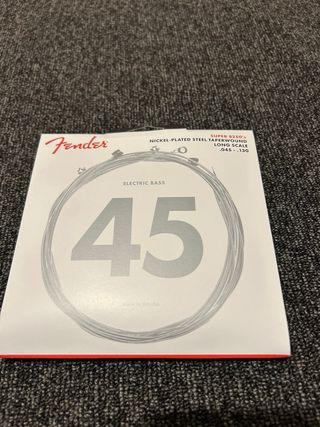 Fender
SUPER 8250's
NICKEL-PLATED STEEL TAPERWOUND
LONG SCALE
.045 - .130
ELECTRIC BASS
45